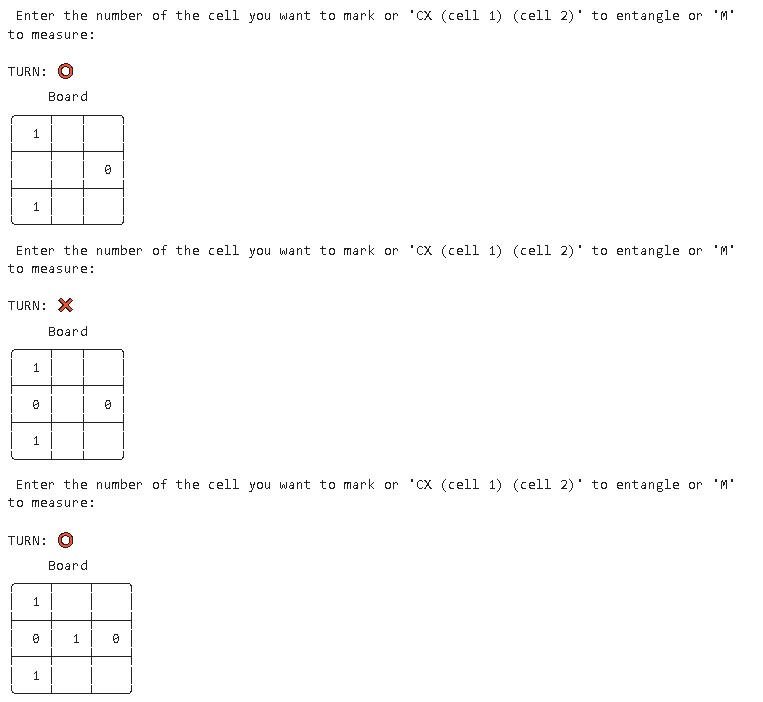 Enter the number of the cell you want to mark or 'CX (cell 1) (cell 2)' to entangle or 'M'
to measure:
TURN: ⭕
Board
1
0
1
Enter the number of the cell you want to mark or 'CX (cell 1) (cell 2)' to entangle or 'M'
to measure:
TURN: ❌
Board
1
0 0
1
Enter the number of the cell you want to mark or 'CX (cell 1) (cell 2)' to entangle or 'M'
to measure:
TURN: ⭕
Board
1
0 1 0
1